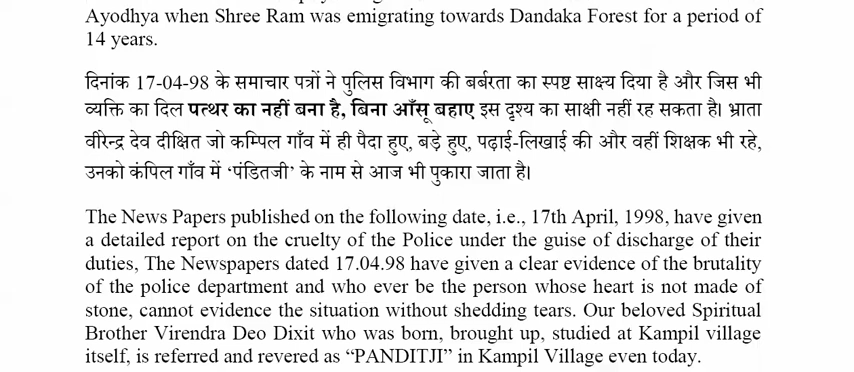 Ayodhya when Shree Ram was emigrating towards Dandaka Forest for a period of
14 years.
दिनांक 17-04-98 के समाचार पत्रों ने पुलिस विभाग की बर्बरता का स्पष्ट साक्ष्य दिया है और जिस भी
व्यक्ति का दिल पत्थर का नहीं बना है, बिना आँसू बहाए इस दृश्य का साक्षी नहीं रह सकता है। भ्राता
वीरेन्द्र देव दीक्षित जो कम्पिल गाँव में ही पैदा हुए, बड़े हुए, पढ़ाई-लिखाई की और वहीं शिक्षक भी रहे,
उनको कंपिल गाँव में ‘पंडितजी’ के नाम से आज भी पुकारा जाता है।
The News Papers published on the following date, i.e., 17th April, 1998, have given
a detailed report on the cruelty of the Police under the guise of discharge of their
duties, The Newspapers dated 17.04.98 have given a clear evidence of the brutality
of the police department and who ever be the person whose heart is not made of
stone, cannot evidence the situation without shedding tears. Our beloved Spiritual
Brother Virendra Deo Dixit who was born, brought up, studied at Kampil village
itself, is referred and revered as “PANDITJI” in Kampil Village even today.